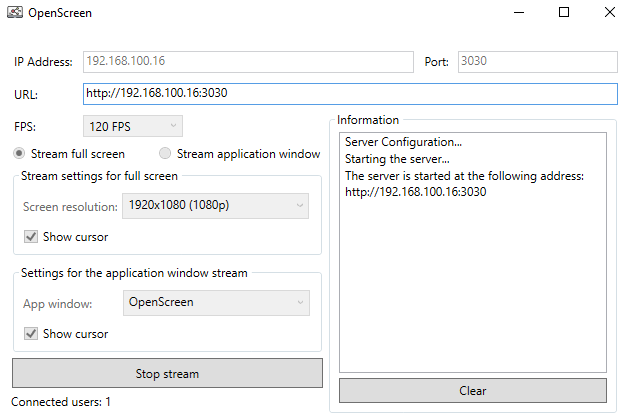 OpenScreen
IP Address: 192.168.100.16 Port: 3030
URL: http://192.168.100.16:3030
FPS: 120 FPS
Stream full screen Stream application window
Stream settings for full screen
Screen resolution: 1920x1080 (1080p)
Show cursor
Settings for the application window stream
App window: OpenScreen
Show cursor
Stop stream
Connected users: 1
Information
Server Configuration...
Starting the server...
The server is started at the following address:
http://192.168.100.16:3030
Clear